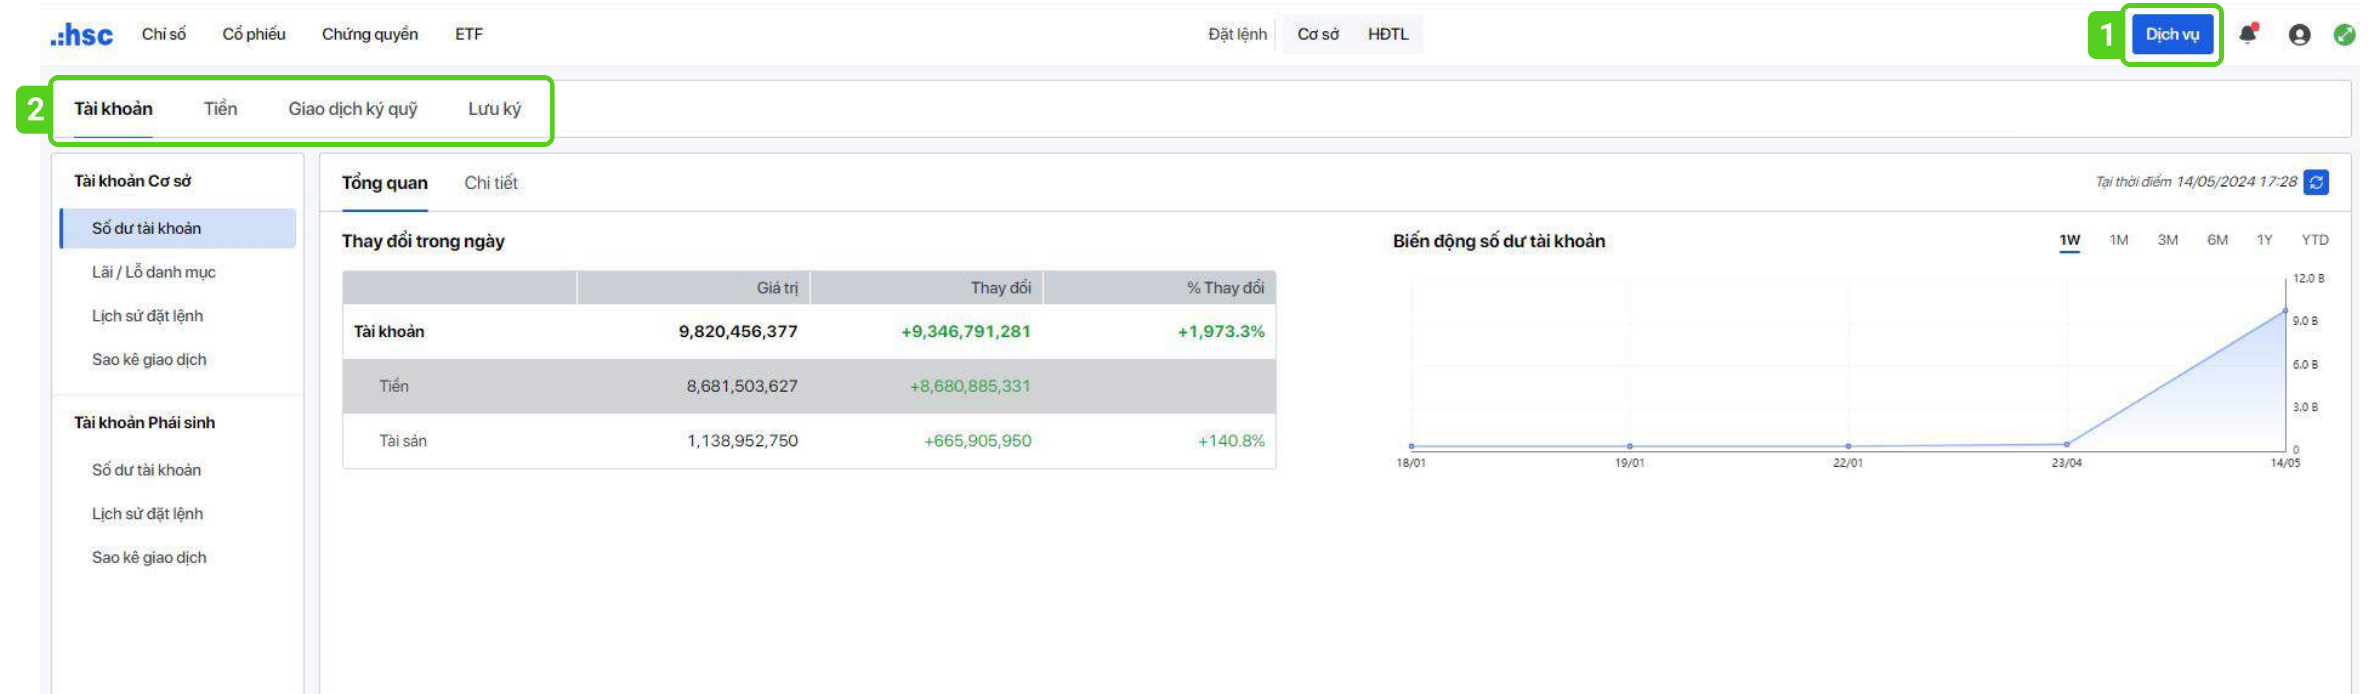 .:hsc Chỉ số Cổ phiếu Chứng quyền ETF Đặt lệnh Cơ sở HĐTL 1 Dịch vụ
2 Tài khoản Tiền Giao dịch ký quỹ Lưu ký
Tài khoản Cơ sở
Số dư tài khoản
Lãi / Lỗ danh mục
Lịch sử đặt lệnh
Sao kê giao dịch
Tài khoản Phái sinh
Số dư tài khoản
Lịch sử đặt lệnh
Sao kê giao dịch
Tổng quan Chi tiết Tại thời điểm 14/05/2024 17:28
Thay đổi trong ngày
Giá trị Thay đổi % Thay đổi
Tài khoản 9,820,456,377 +9,346,791,281 +1,973.3%
Tiền 8,681,503,627 +8,680,885,331
Tài sản 1,138,952,750 +665,905,950 +140.8%
Biến động số dư tài khoản 1W 1M 3M 6M 1Y YTD
12.0 B
9.0 B
6.0 B
3.0 B
0
18/01 19/01 22/01 23/04 14/05